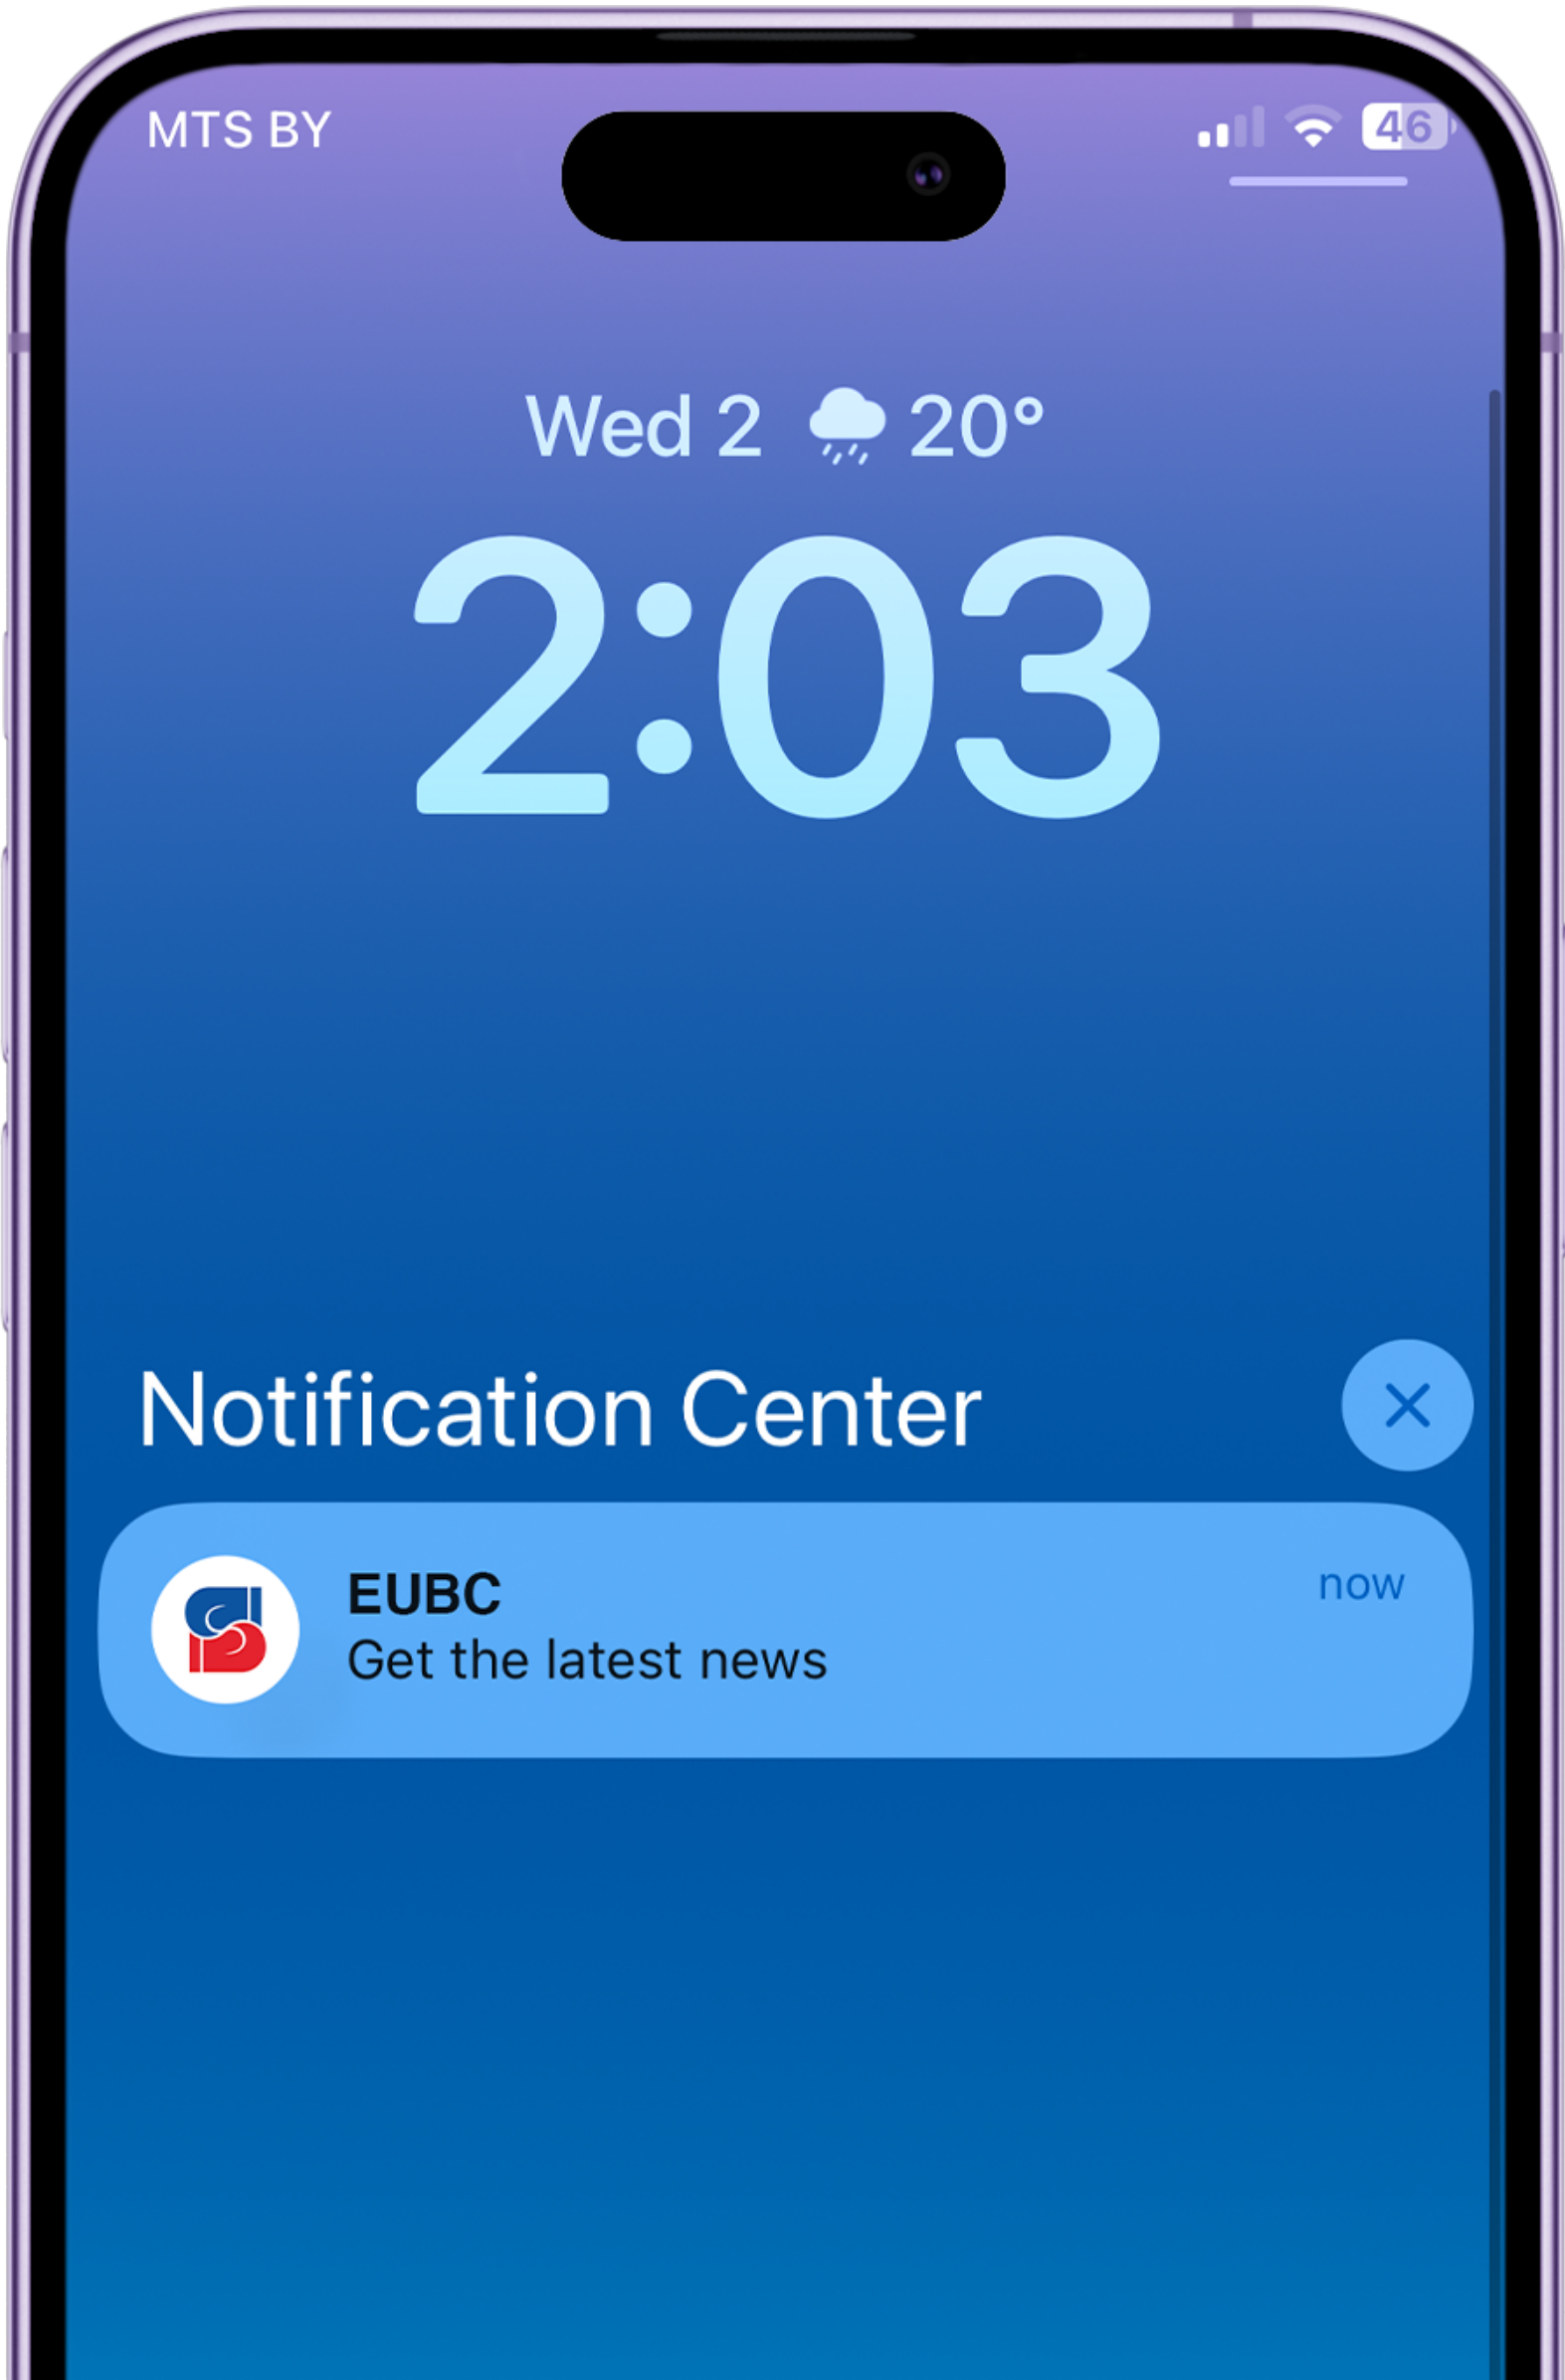 MTS BY
46
Wed 2 20°
2:03
Notification Center
EUBC
now
Get the latest news